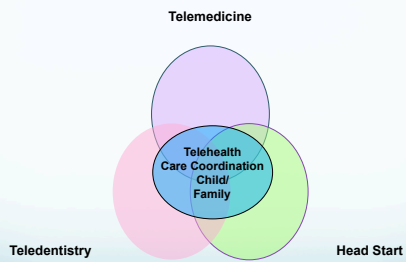 Telemedicine
Telehealth
Care Coordination
Child/
Family
Teledentistry
Head Start